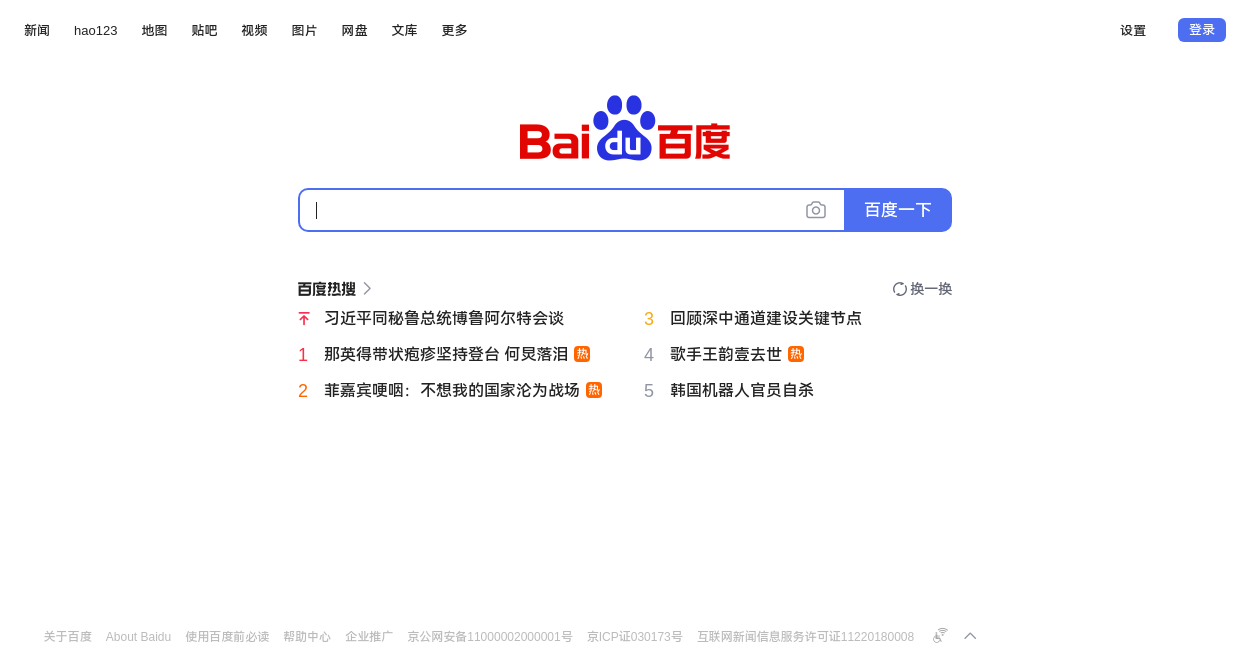 新闻 hao123 地图 贴吧 视频 图片 网盘 文库 更多 设置 登录
Bai du 百度
百度一下
百度热搜 换一换
习近平同秘鲁总统博鲁阿尔特会谈
3 回顾深中通道建设关键节点
1 那英得带状疱疹坚持登台 何炅落泪 热
4 歌手王韵壹去世 热
2 菲嘉宾哽咽：不想我的国家沦为战场 热
5 韩国机器人官员自杀
关于百度 About Baidu 使用百度前必读 帮助中心 企业推广 京公网安备11000002000001号 京ICP证030173号 互联网新闻信息服务许可证11220180008